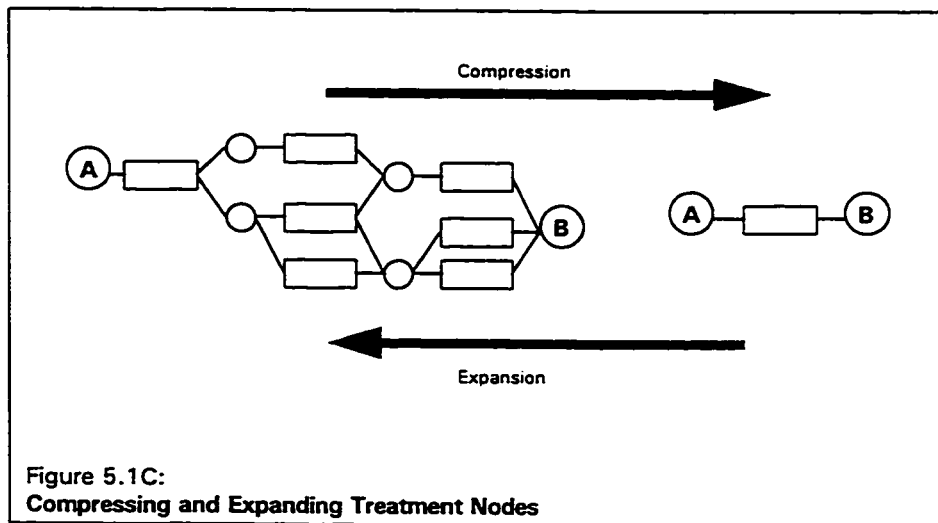 Compression
A
B
A
B
Expansion
Figure 5.1C:
Compressing and Expanding Treatment Nodes